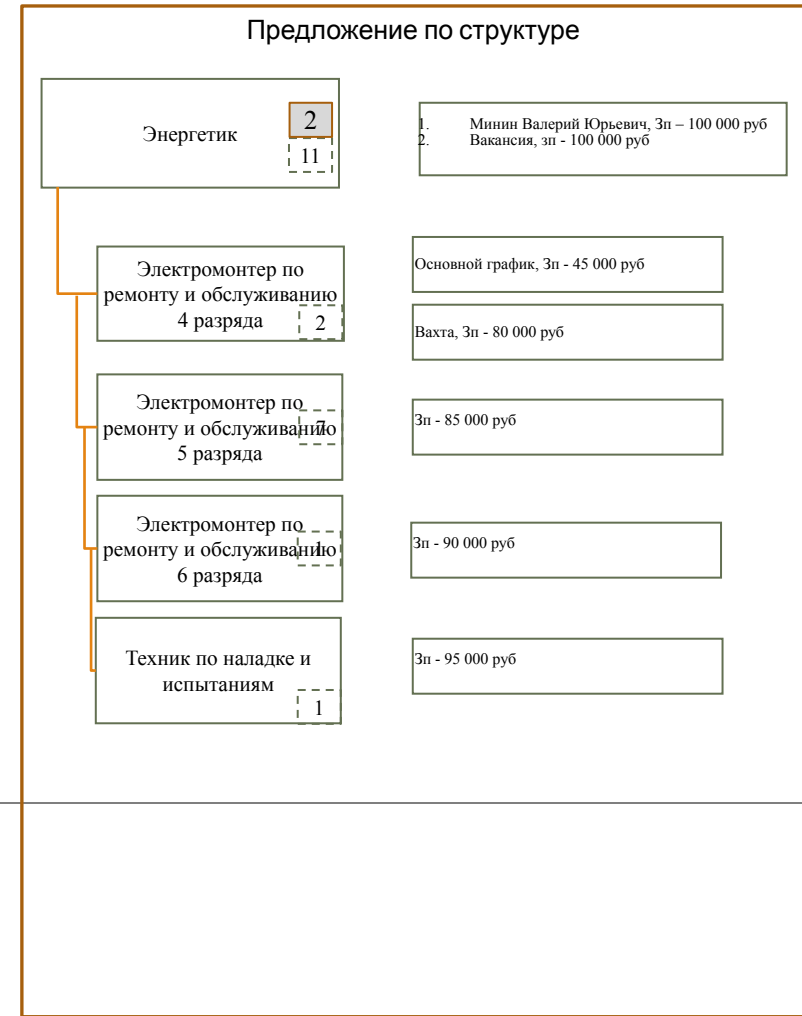 Предложение по структуре
Энергетик
2
11
1. Минин Валерий Юрьевич, Зп – 100 000 руб
2. Вакансия, зп - 100 000 руб
Электромонтер по
ремонту и обслуживанию
4 разряда
2
Основной график, Зп - 45 000 руб
Вахта, Зп - 80 000 руб
Электромонтер по
ремонту и обслуживанию
5 разряда
7
Зп - 85 000 руб
Электромонтер по
ремонту и обслуживанию
6 разряда
1
Зп - 90 000 руб
Техник по наладке и
испытаниям
1
Зп - 95 000 руб